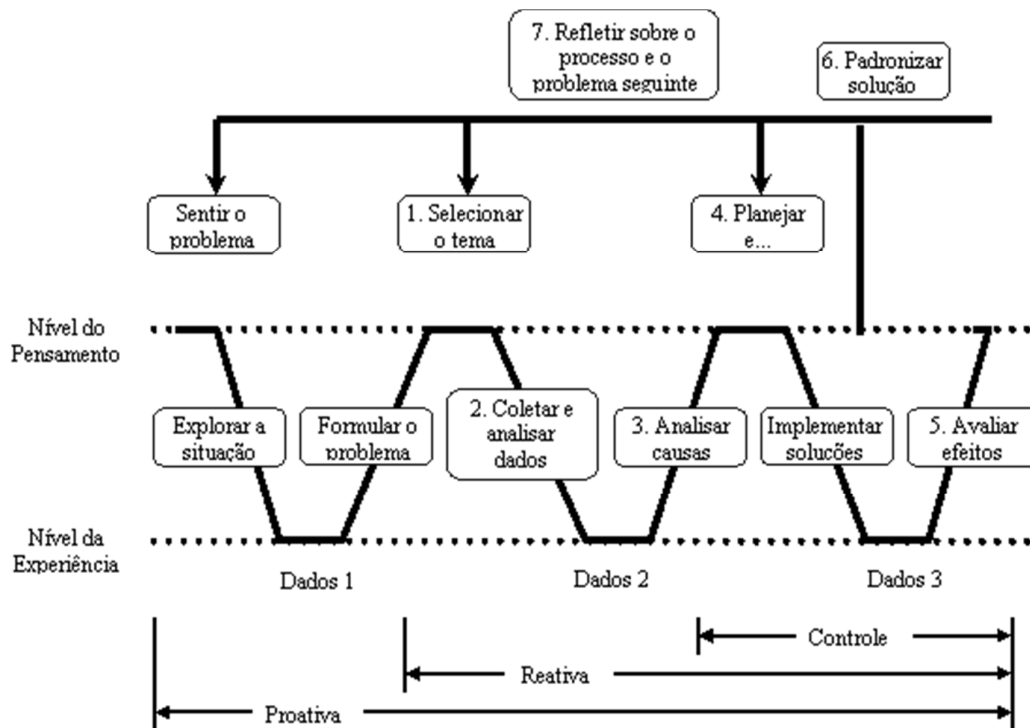 7. Refletir sobre o
processo e o
problema seguinte
6. Padronizar
solução
Sentir o
problema
1. Selecionar
o tema
4. Planejar
e...
Nível do
Pensamento
Explorar a
situação
Formular o
problema
2. Coletar e
analisar
dados
3. Analisar
causas
Implementar
soluções
5. Avaliar
efeitos
Nível da
Experiência
Dados 1
Dados 2
Dados 3
Controle
Reativa
Proativa